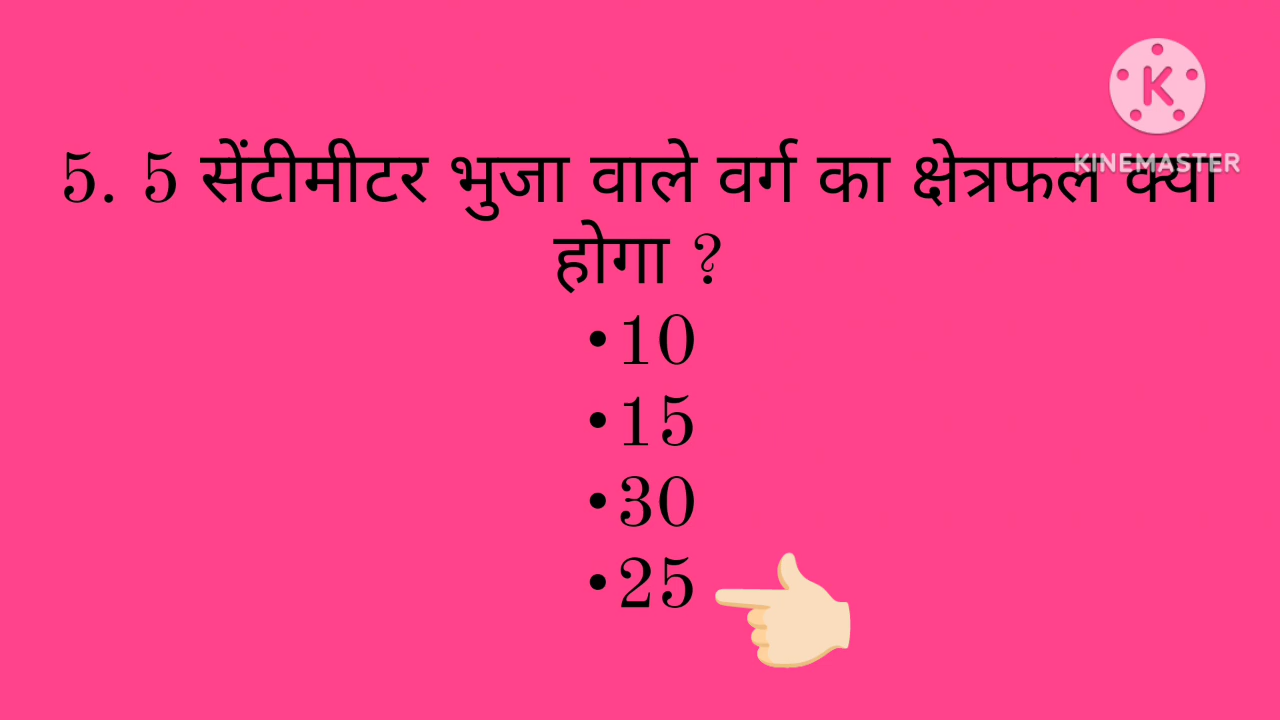 K
KINEMASTER
5. 5 सेंटीमीटर भुजा वाले वर्ग का क्षेत्रफल क्या
होगा ?
•10
•15
•30
•25